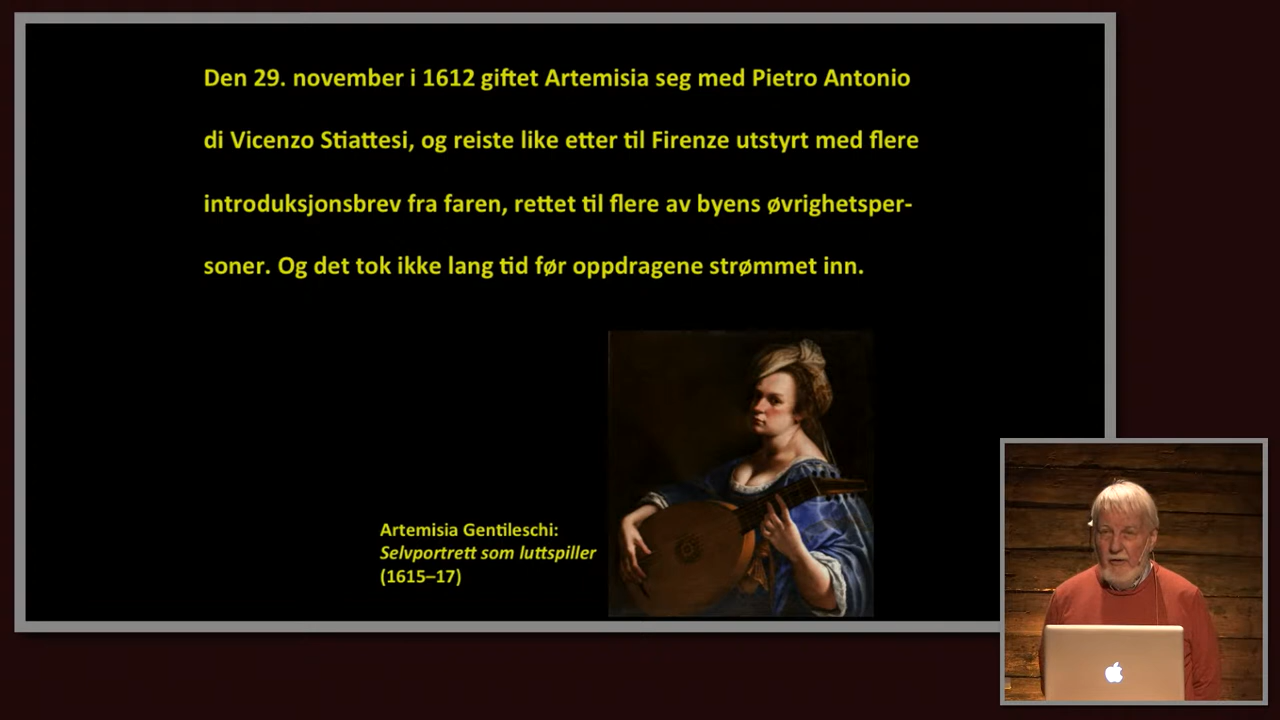 Den 29. november i 1612 giftet Artemisia seg med Pietro Antonio
di Vicenzo Stiattesi, og reiste like etter til Firenze utstyrt med flere
introduksjonsbrev fra faren, rettet til flere av byens øvrighetsper-
soner. Og det tok ikke lang tid før oppdragene strømmet inn.
Artemisia Gentileschi:
Selvportrett som luttspiller
(1615–17)